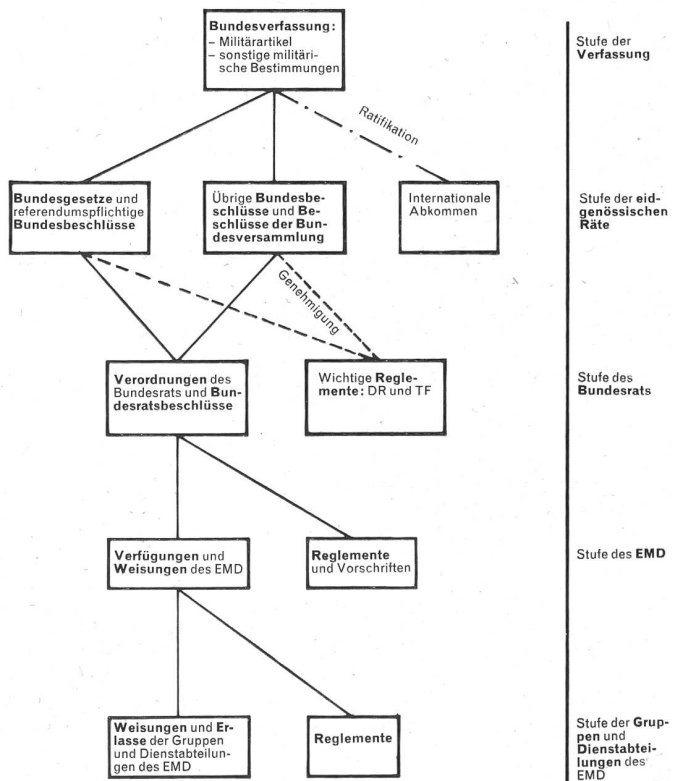 Bundesverfassung:
– Militärartikel
– sonstige militäri-
sche Bestimmungen
Stufe der
Verfassung
Ratifikation
Bundesgesetze und
referendumspflichtige
Bundesbeschlüsse
Übrige Bundesbe-
schlüsse und Be-
schlüsse der Bun-
desversammlung
Internationale
Abkommen
Stufe der eid-
genössischen
Räte
Genehmigung
Verordnungen des
Bundesrats und Bun-
desratsbeschlüsse
Wichtige Regle-
mente: DR und TF
Stufe des
Bundesrats
Verfügungen und
Weisungen des EMD
Reglemente
und Vorschriften
Stufe des EMD
Weisungen und Er-
lasse der Gruppen
und Dienstabteilun-
gen des EMD
Reglemente
Stufe der Grup-
pen und
Dienstabtei-
lungen des
EMD